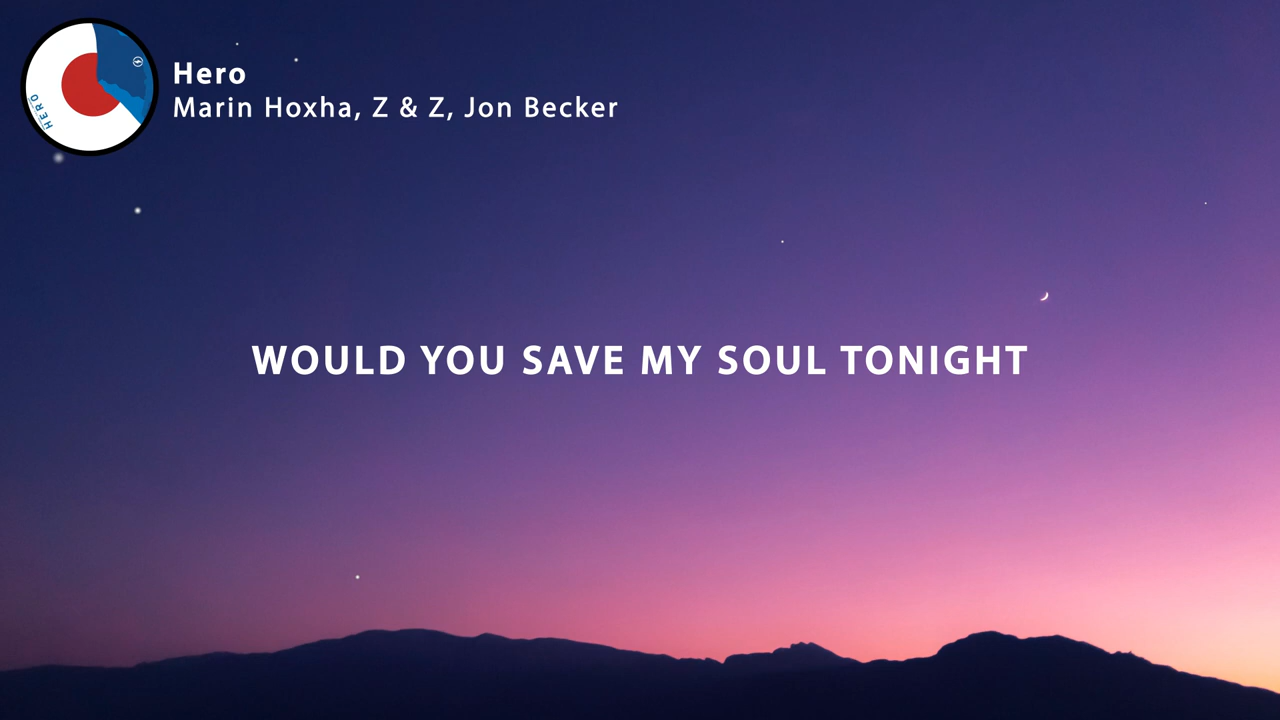 Hero
Marin Hoxha, Z & Z, Jon Becker
HERO
WOULD YOU SAVE MY SOUL TONIGHT